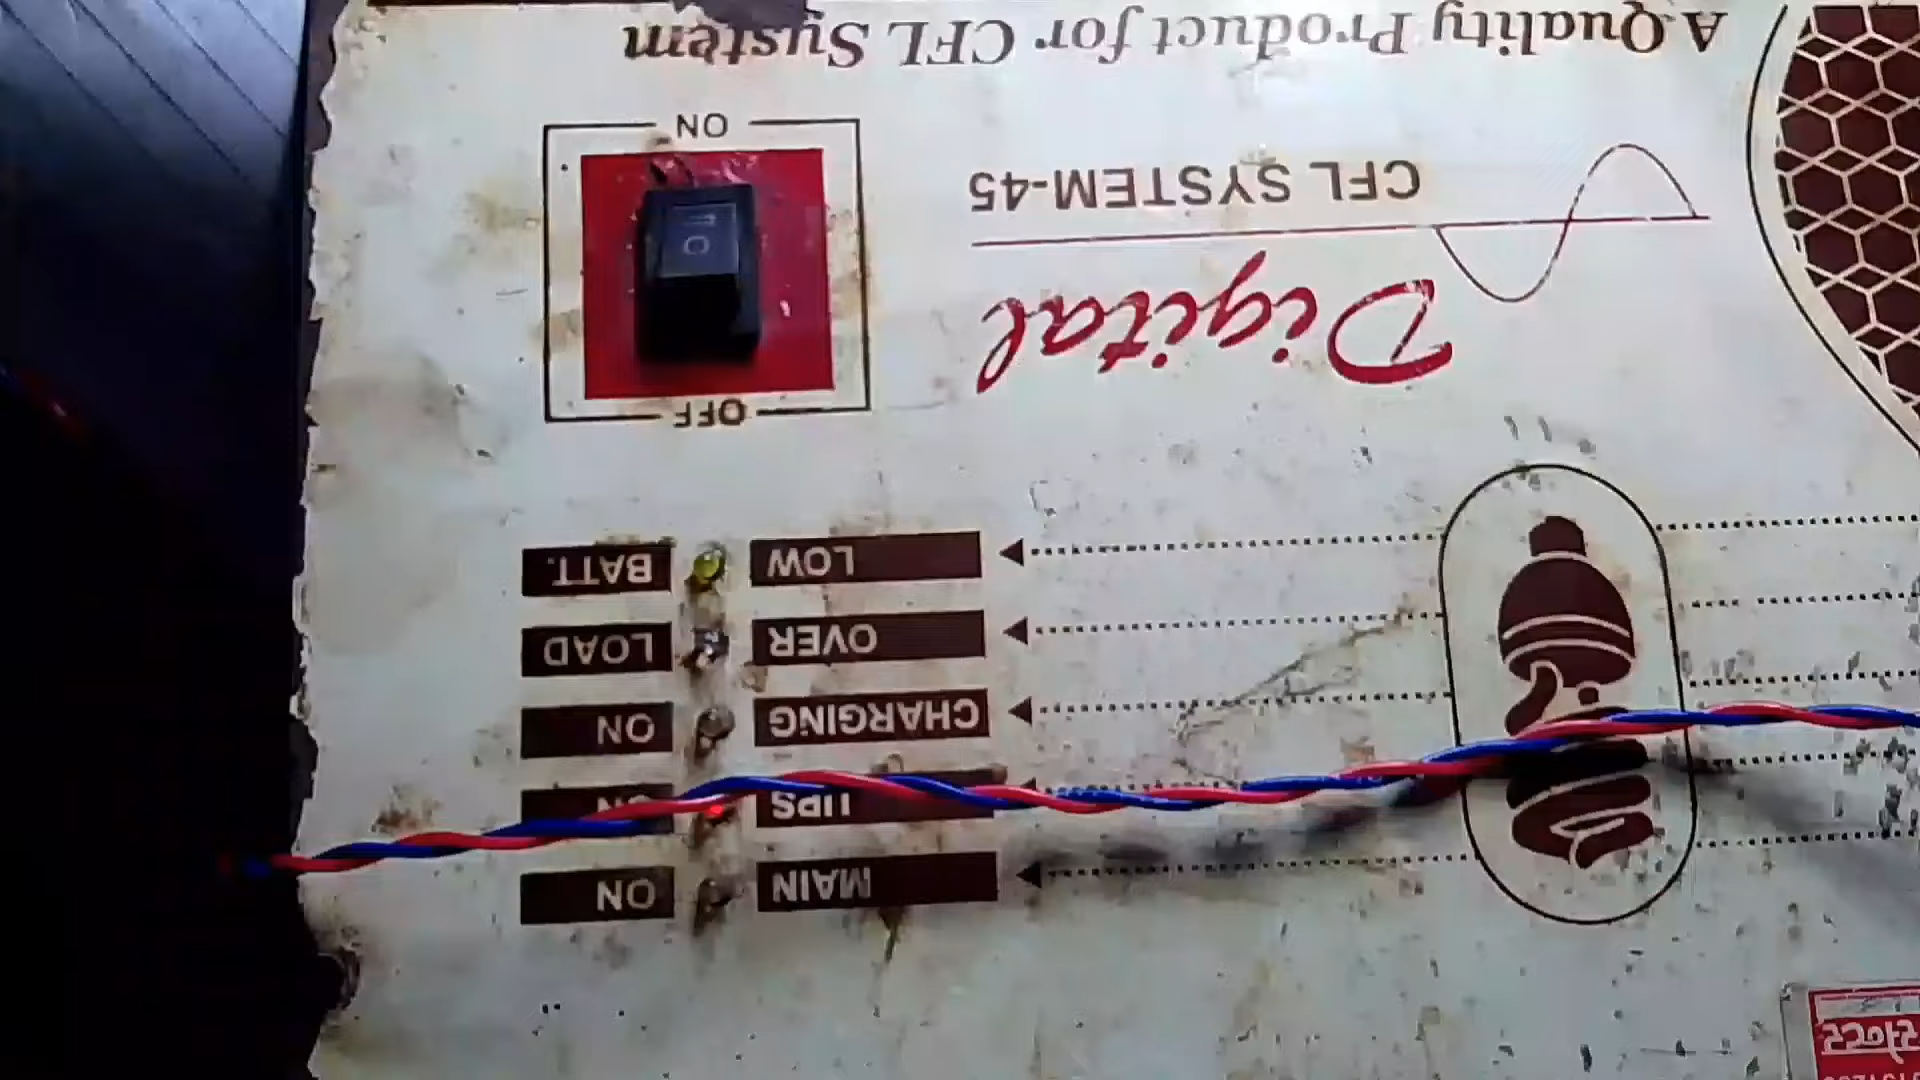 MAIN ON
UPS ON
CHARGING ON
OVER LOAD
LOW BATT.
OFF
Digital
CFL SYSTEM-45
ON
A Quality Product for CFL System